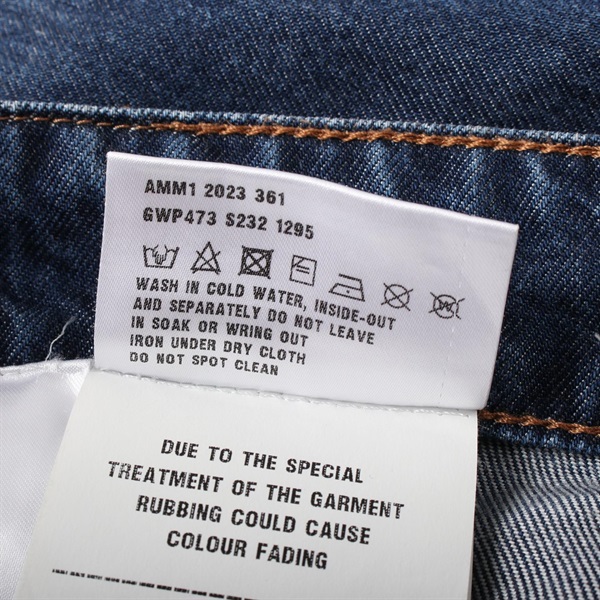 AMM1 2023 361
GWP473 S232 1295
WASH IN COLD WATER, INSIDE-OUT
AND SEPARATELY DO NOT LEAVE
IN SOAK OR WRING OUT
IRON UNDER DRY CLOTH
DO NOT SPOT CLEAN
DUE TO THE SPECIAL
TREATMENT OF THE GARMENT
RUBBING COULD CAUSE
COLOUR FADING